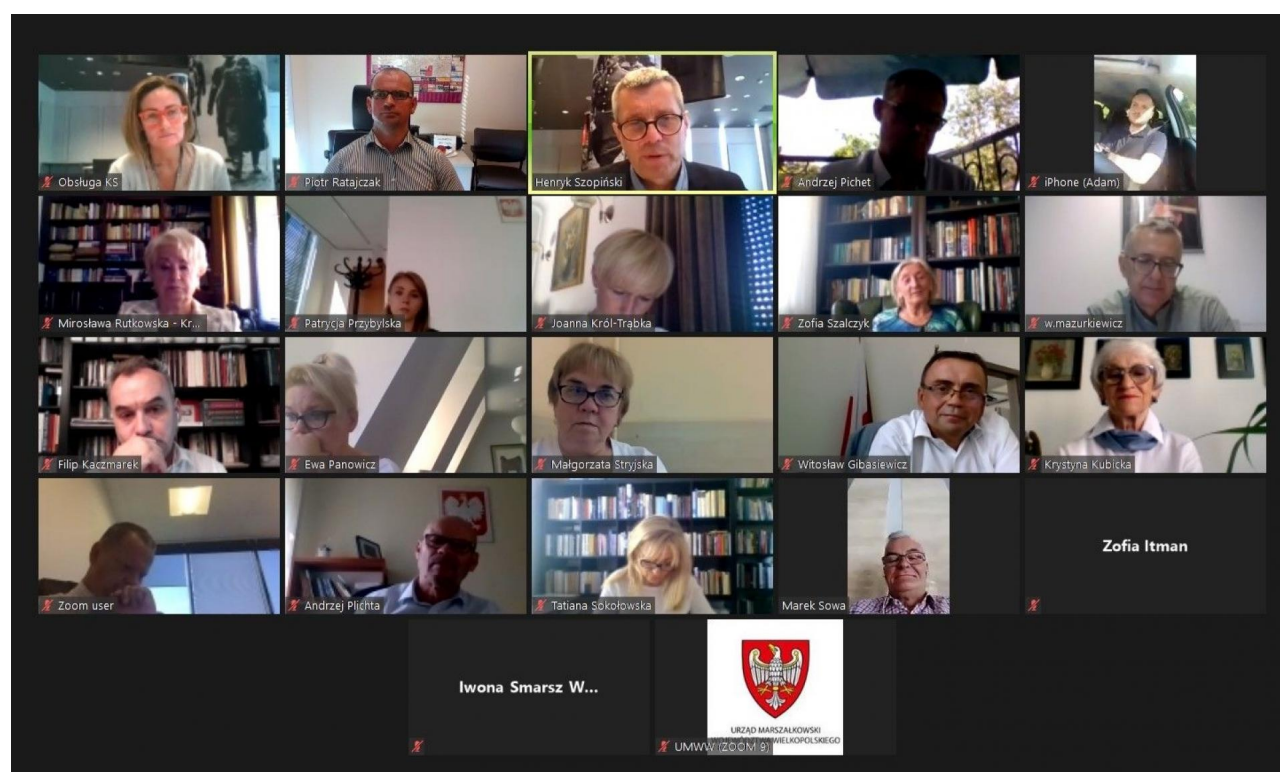 Obsługa KS
Piotr Ratajczak
Henryk Szopiński
Andrzej Pichet
iPhone (Adam)
Mirosława Rutkowska - Kr...
Patrycja Przybylska
Joanna Król-Trąbka
Zofia Szalczyk
w.mazurkiewicz
Filip Kaczmarek
Ewa Panowicz
Małgorzata Stryjska
Witosław Gibasiewicz
Krystyna Kubicka
Zoom user
Andrzej Plichta
Tatiana Sokołowska
Marek Sowa
Zofia Itman
Iwona Smarsz W...
URZĄD MARSZAŁKOWSKI
WOJEWÓDZTWA WIELKOPOLSKIEGO
UMWW (ZOOM 9)